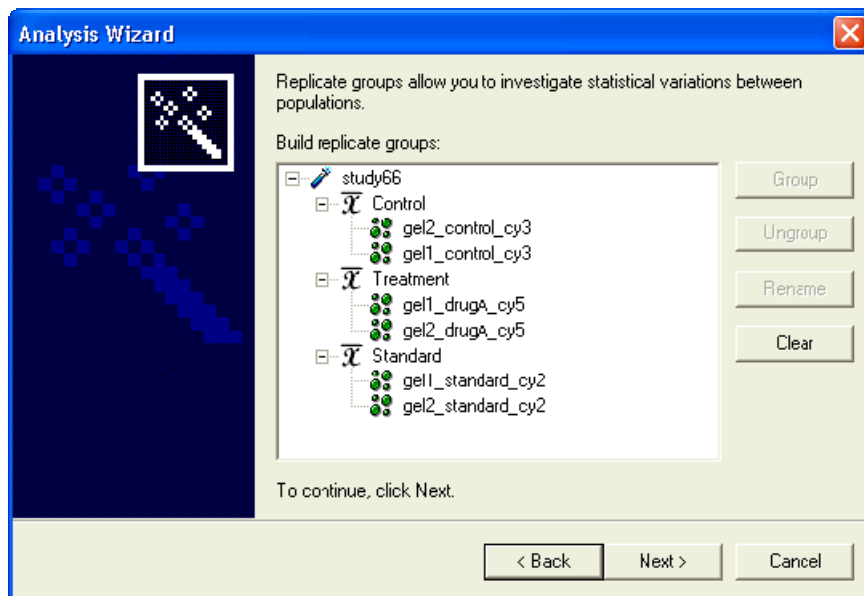 Analysis Wizard
Replicate groups allow you to investigate statistical variations between
populations.
Build replicate groups:
study66
Group
x̄ Control
gel2_control_cy3
gel1_control_cy3
Ungroup
x̄ Treatment
Rename
gel1_drugA_cy5
gel2_drugA_cy5
Clear
x̄ Standard
gel1_standard_cy2
gel2_standard_cy2
To continue, click Next.
< Back
Next >
Cancel